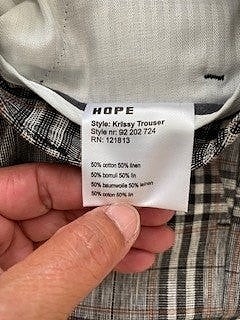 HOPE
Style: Krissy Trouser
Style nr: 92 202 724
RN: 121813
50% cotton 50% linen
50% bomull 50% lin
50% baumwolle 50% leinen
50% coton 50% lin